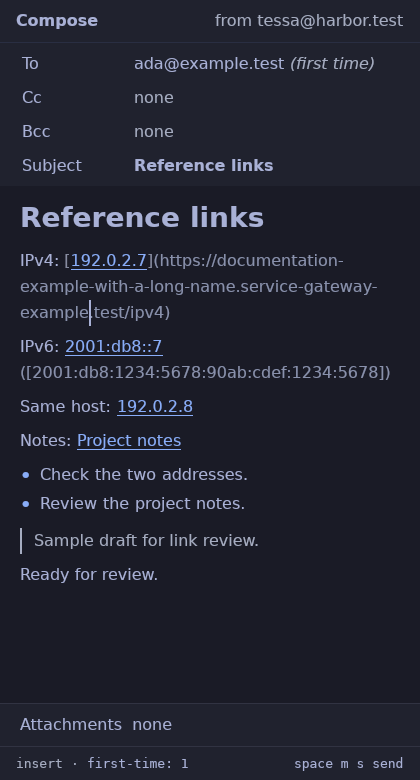 Compose from tessa@harbor.test
To ada@example.test (first time)
Cc none
Bcc none
Subject Reference links
Reference links
IPv4: [192.0.2.7](https://documentation-
example-with-a-long-name.service-gateway-
example.test/ipv4)
IPv6: 2001:db8::7
([2001:db8:1234:5678:90ab:cdef:1234:5678])
Same host: 192.0.2.8
Notes: Project notes
• Check the two addresses.
• Review the project notes.
Sample draft for link review.
Ready for review.
Attachments none
insert · first-time: 1 space m s send